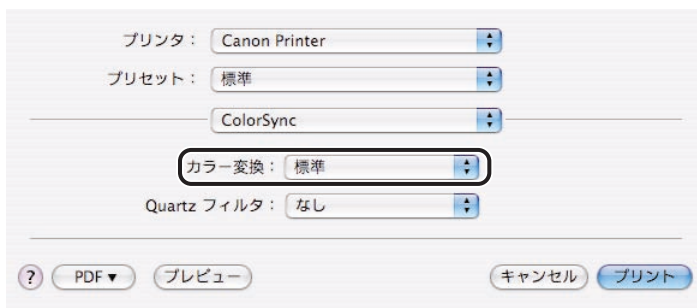 プリンタ： Canon Printer
プリセット： 標準
ColorSync
カラー変換： 標準
Quartz フィルタ： なし
? PDF▼ プレビュー キャンセル プリント